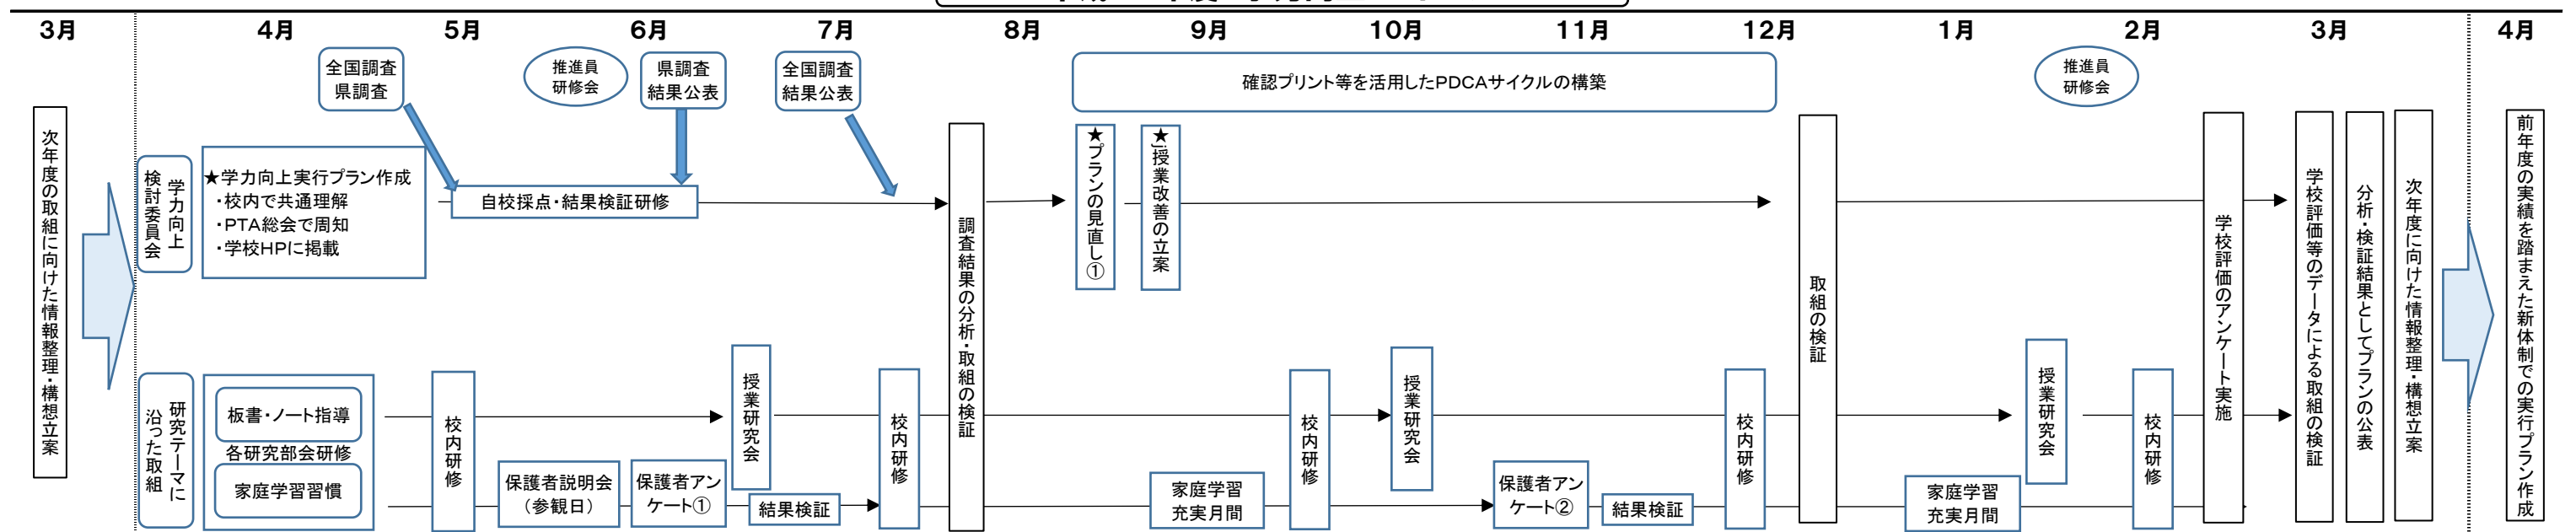 3月
4月
5月
6月
7月
8月
9月
10月
11月
12月
1月
2月
3月
4月
全国調査
県調査
推進員
研修会
県調査
結果公表
全国調査
結果公表
確認プリント等を活用したPDCAサイクルの構築
推進員
研修会
次年度の取組に向けた情報整理・構想立案
学力向上
検討委員会
★学力向上実行プラン作成
・校内で共通理解
・PTA総会で周知
・学校HPに掲載
自校採点・結果検証研修
調査結果の分析・取組の検証
★プランの見直し①
★j授業改善の立案
取組の検証
学校評価のアンケート実施
学校評価等のデータによる取組の検証
分析・検証結果としてプランの公表
次年度に向けた情報整理・構想立案
前年度の実績を踏まえた新体制での実行プラン作成
研究テーマに
沿った取組
板書・ノート指導
各研究部会研修
家庭学習習慣
校内研修
保護者説明会
(参観日)
保護者アン
ケート①
授業研究会
結果検証
校内研修
家庭学習
充実月間
校内研修
授業研究会
保護者アン
ケート②
結果検証
校内研修
家庭学習
充実月間
授業研究会
校内研修